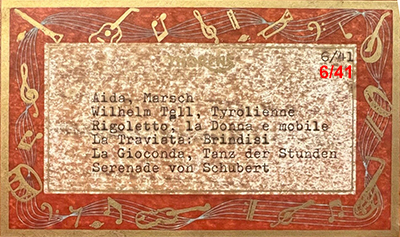 6/41
6/41
Aida, Marsch
Wilhelm Tell, Tyrolienne
Rigoletto, la Donna e mobile
La Traviata: Brindisi
La Gioconda, Tanz der Stunden
Serenade von Schubert